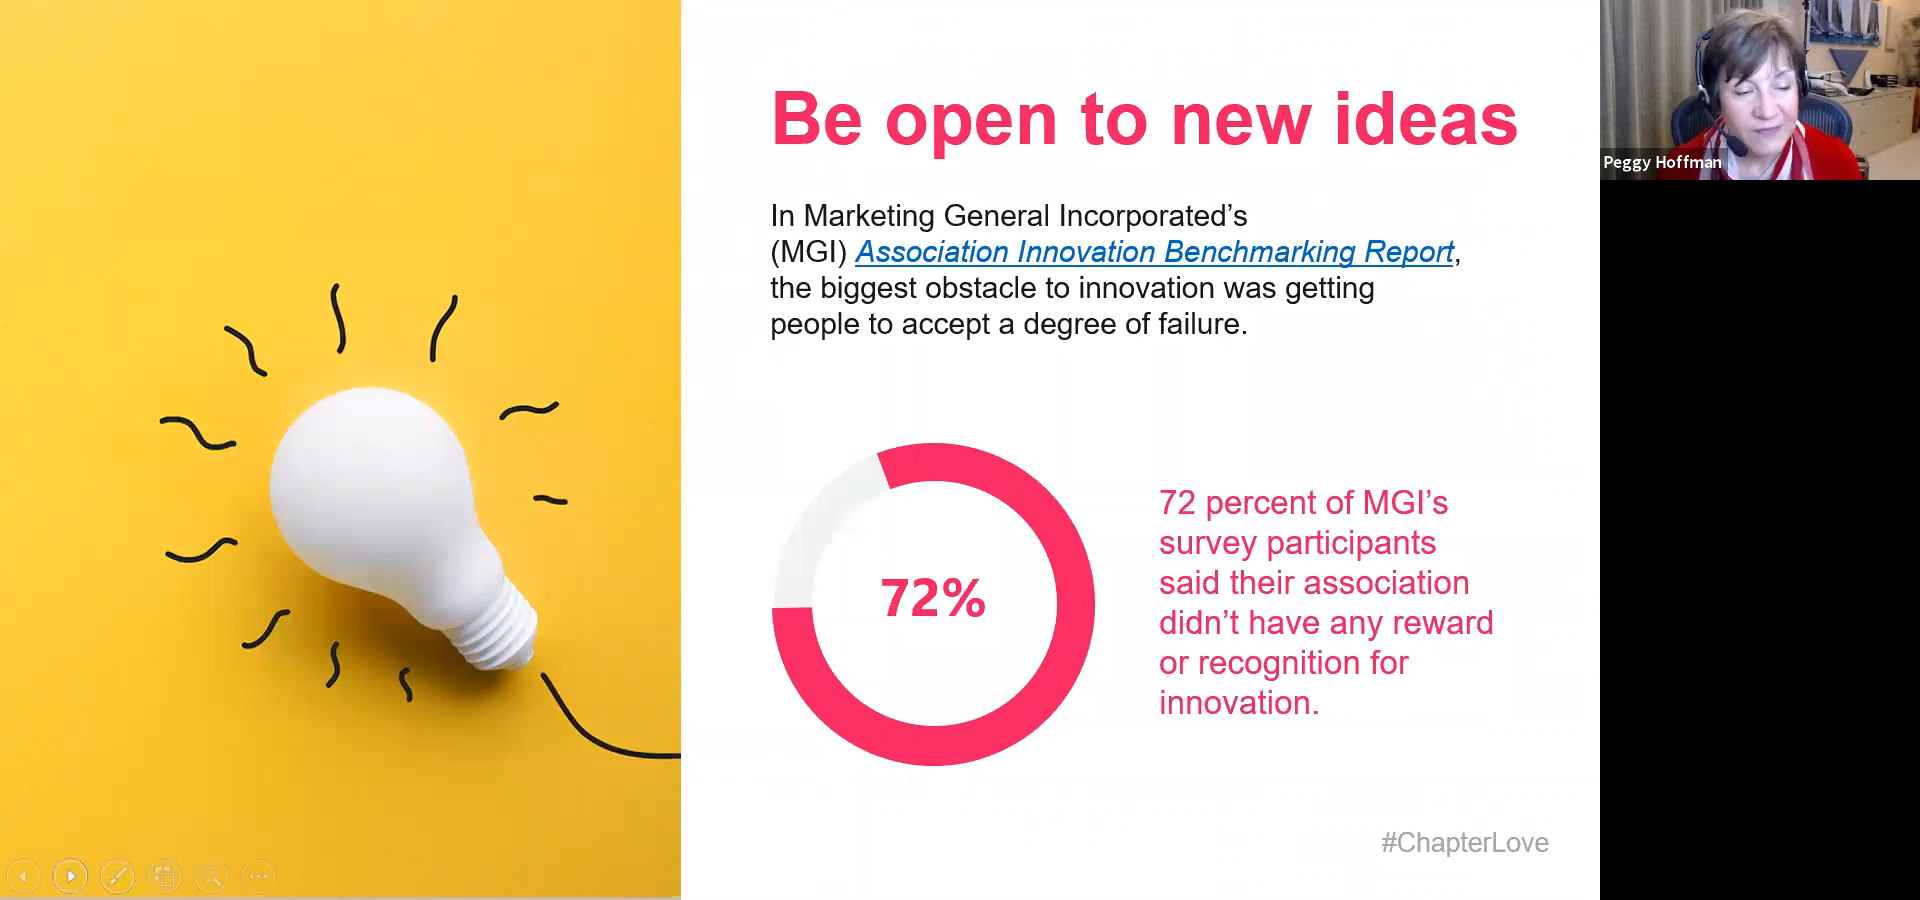 Be open to new ideas
In Marketing General Incorporated’s
(MGI) Association Innovation Benchmarking Report,
the biggest obstacle to innovation was getting
people to accept a degree of failure.
72%
72 percent of MGI’s
survey participants
said their association
didn’t have any reward
or recognition for
innovation.
#ChapterLove
Peggy Hoffman